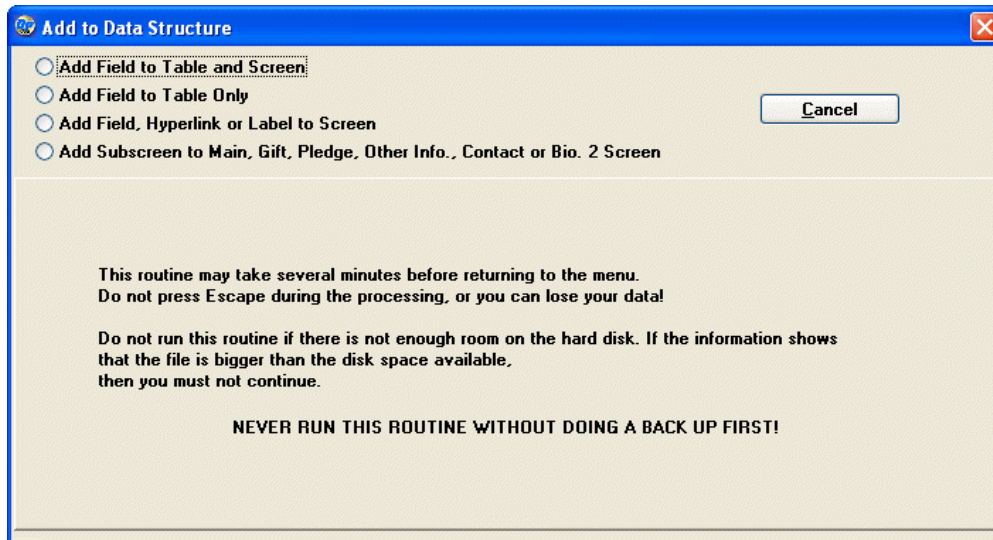 Add to Data Structure
Add Field to Table and Screen
Add Field to Table Only
Add Field, Hyperlink or Label to Screen
Cancel
Add Subscreen to Main, Gift, Pledge, Other Info., Contact or Bio. 2 Screen
This routine may take several minutes before returning to the menu.
Do not press Escape during the processing, or you can lose your data!
Do not run this routine if there is not enough room on the hard disk. If the information shows
that the file is bigger than the disk space available,
then you must not continue.
NEVER RUN THIS ROUTINE WITHOUT DOING A BACK UP FIRST!